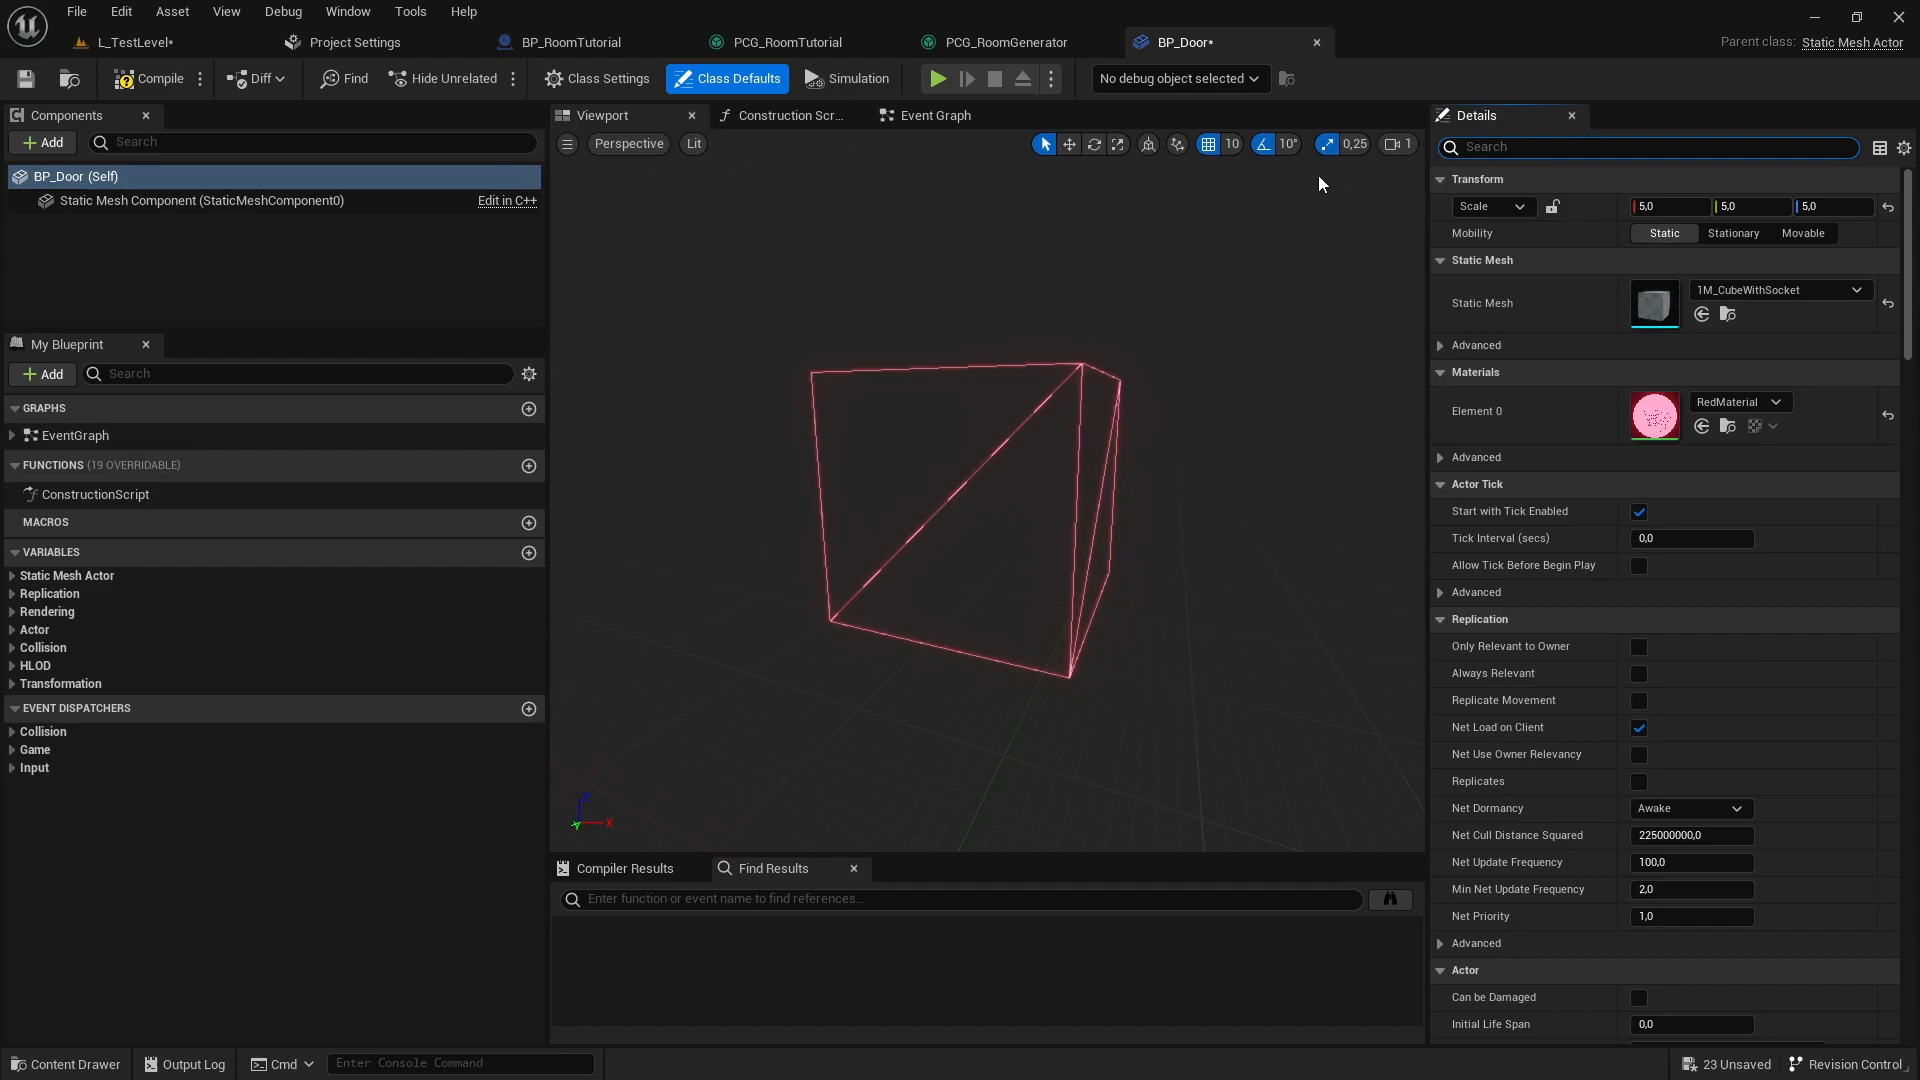 File Edit Asset View Debug Window Tools Help
L_TestLevel* Project Settings BP_RoomTutorial PCG_RoomTutorial PCG_RoomGenerator BP_Door* Parent class: Static Mesh Actor
Compile Diff Find Hide Unrelated Class Settings Class Defaults Simulation No debug object selected
Components
Add Search
BP_Door (Self)
Static Mesh Component (StaticMeshComponent0) Edit in C++
My Blueprint
Add Search
GRAPHS
EventGraph
FUNCTIONS (19 OVERRIDABLE)
ConstructionScript
MACROS
VARIABLES
Static Mesh Actor
Replication
Rendering
Actor
Collision
HLOD
Transformation
EVENT DISPATCHERS
Collision
Game
Input
Viewport Construction Scr... Event Graph
Perspective Lit 10 10° 0,25 1
Z
X
Y
Compiler Results Find Results
Enter function or event name to find references...
Details
Search
Transform
Scale 5,0 5,0 5,0
Mobility Static Stationary Movable
Static Mesh
Static Mesh 1M_CubeWithSocket
Advanced
Materials
Element 0 RedMaterial
Advanced
Actor Tick
Start with Tick Enabled
Tick Interval (secs) 0,0
Allow Tick Before Begin Play
Advanced
Replication
Only Relevant to Owner
Always Relevant
Replicate Movement
Net Load on Client
Net Use Owner Relevancy
Replicates
Net Dormancy Awake
Net Cull Distance Squared 225000000,0
Net Update Frequency 100,0
Min Net Update Frequency 2,0
Net Priority 1,0
Advanced
Actor
Can be Damaged
Initial Life Span 0,0
Content Drawer Output Log Cmd Enter Console Command 23 Unsaved Revision Control